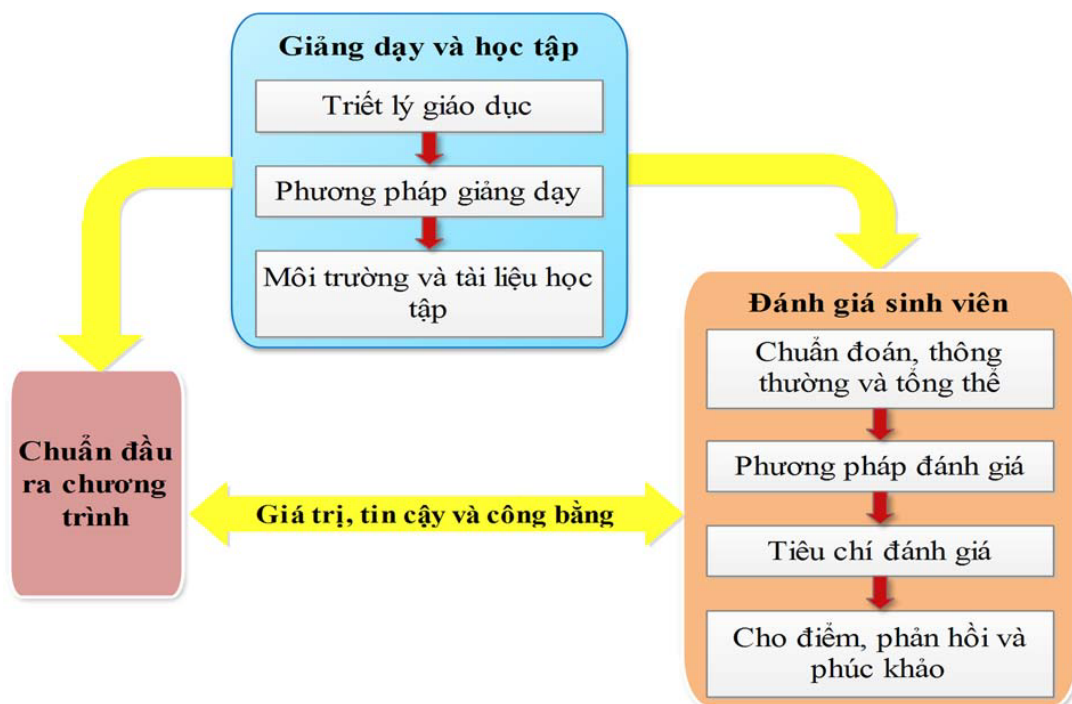 Giảng dạy và học tập
Triết lý giáo dục
Phương pháp giảng dạy
Môi trường và tài liệu học
tập
Đánh giá sinh viên
Chuẩn đoán, thông
thường và tổng thể
Phương pháp đánh giá
Tiêu chí đánh giá
Cho điểm, phản hồi và
phúc khảo
Chuẩn đầu
ra chương
trình
Giá trị, tin cậy và công bằng